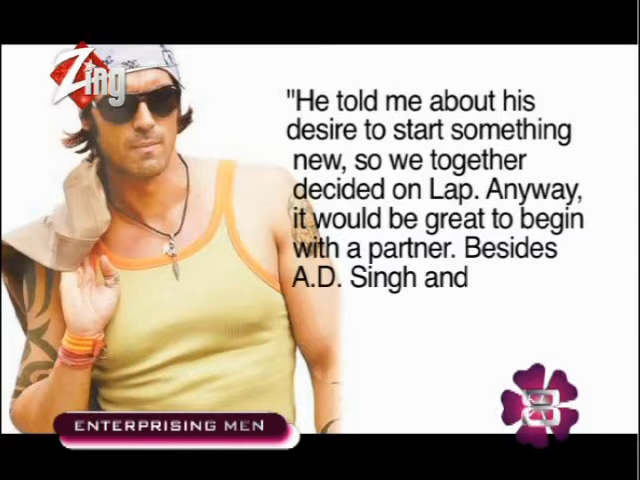 Zing
"He told me about his
desire to start something
new, so we together
decided on Lap. Anyway,
it would be great to begin
with a partner. Besides
A.D. Singh and
8
ENTERPRISING MEN